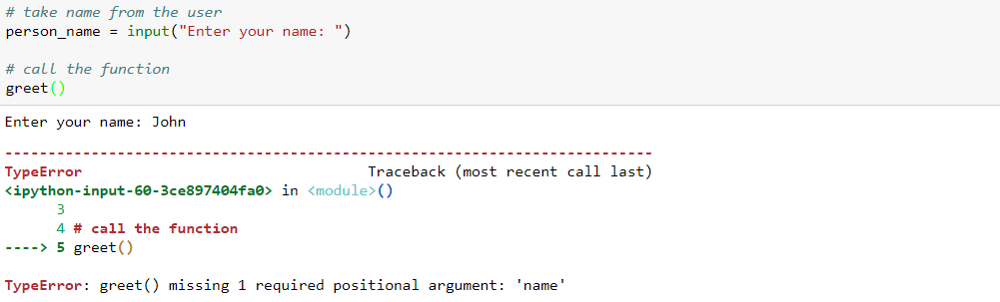 # take name from the user
person_name = input("Enter your name: ")
# call the function
greet()
Enter your name: John
---------------------------------------------------------------------------
TypeError                                 Traceback (most recent call last)
<ipython-input-60-3ce897404fa0> in <module>()
      3
      4 # call the function
----> 5 greet()
TypeError: greet() missing 1 required positional argument: 'name'